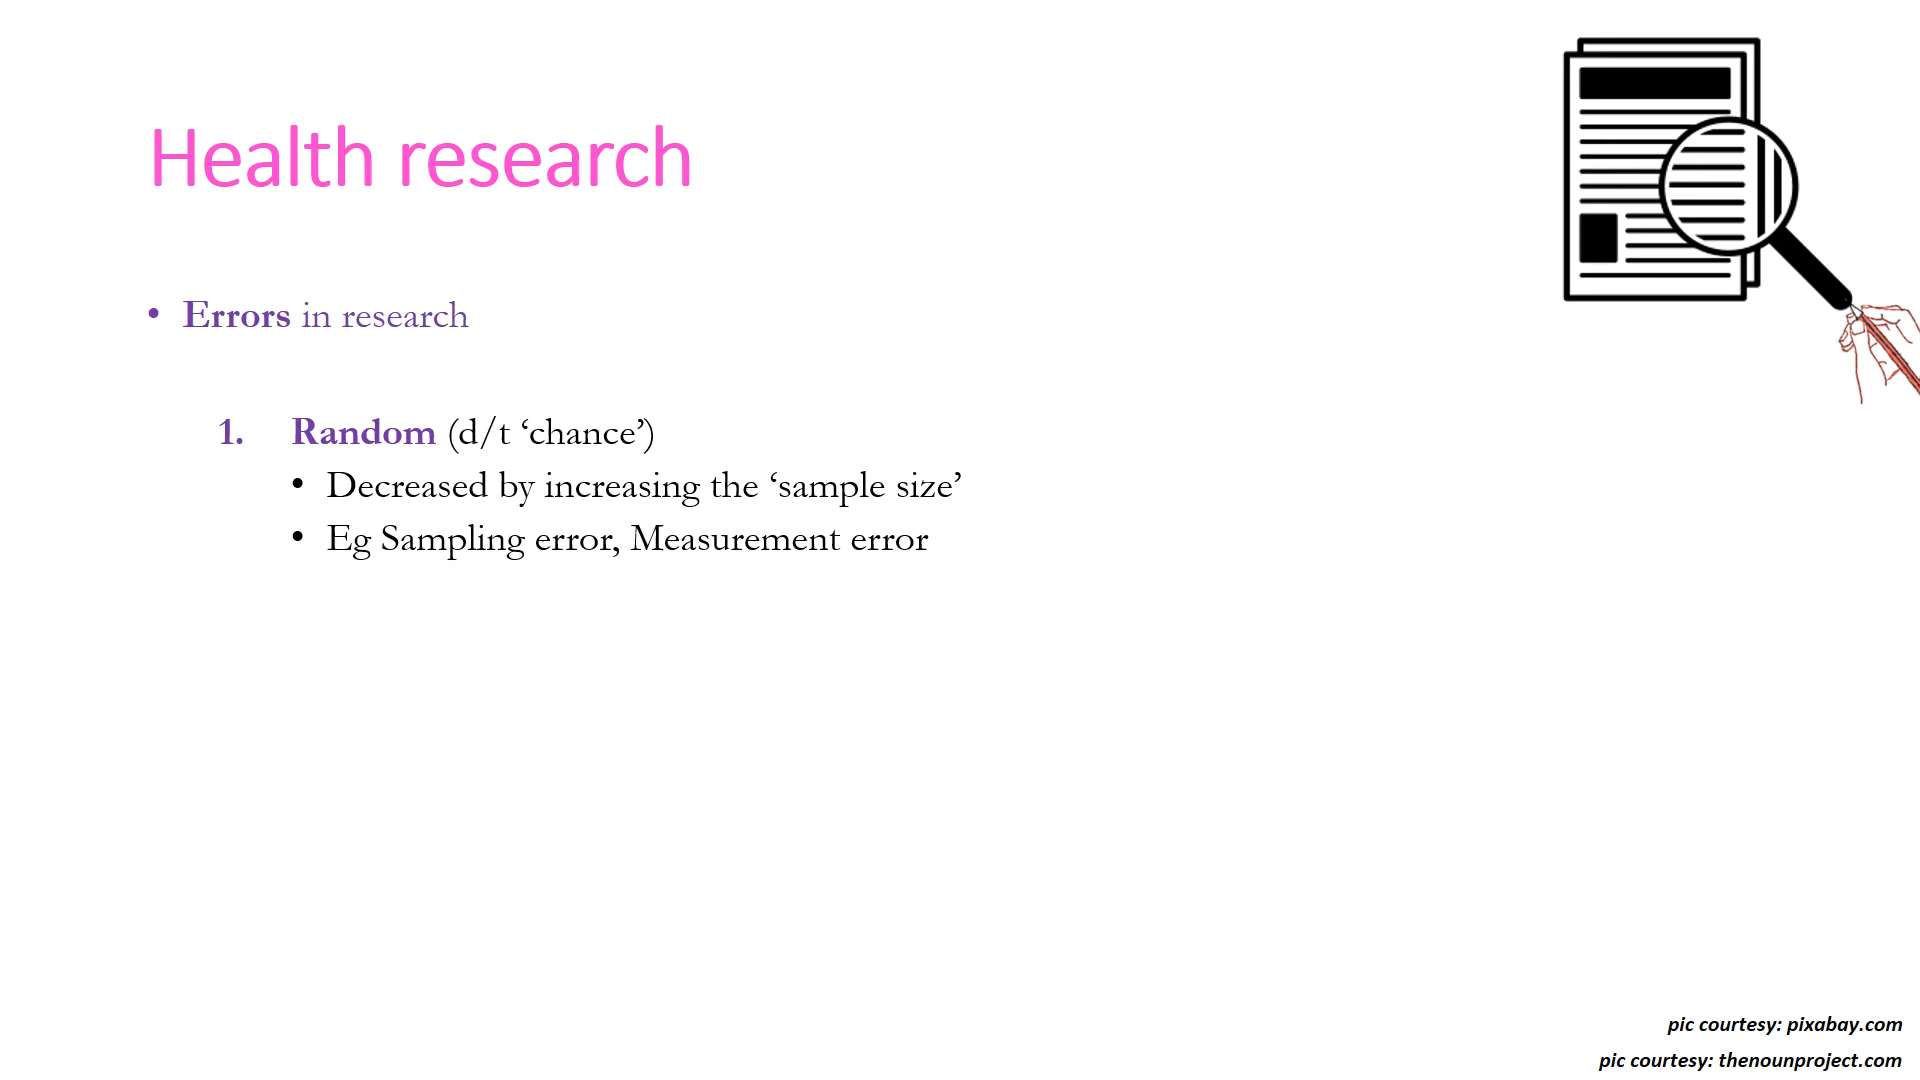 Health research
• Errors in research
1. Random (d/t ‘chance’)
• Decreased by increasing the ‘sample size’
• Eg Sampling error, Measurement error
pic courtesy: pixabay.com
pic courtesy: thenounproject.com